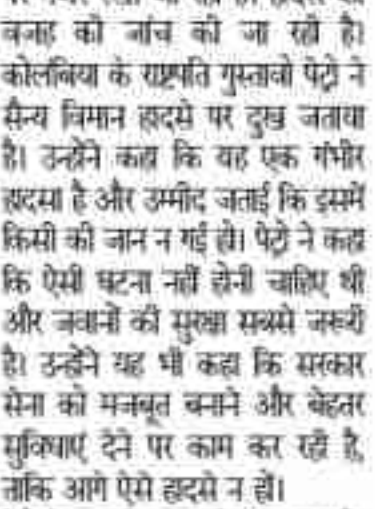 वजह की जांच की जा रही है।
कोलंबिया के राष्ट्रपति गुस्तावो पेट्रो ने
सैन्य विमान हादसे पर दुख जताया
है। उन्होंने कहा कि यह एक गंभीर
हादसा है और उम्मीद जताई कि इसमें
किसी की जान न गई हो। पेट्रो ने कहा
कि ऐसी घटना नहीं होनी चाहिए थी
और जवानों की सुरक्षा सबसे जरूरी
है। उन्होंने यह भी कहा कि सरकार
सेना को मजबूत बनाने और बेहतर
सुविधाएं देने पर काम कर रही है,
ताकि आगे ऐसे हादसे न हों।